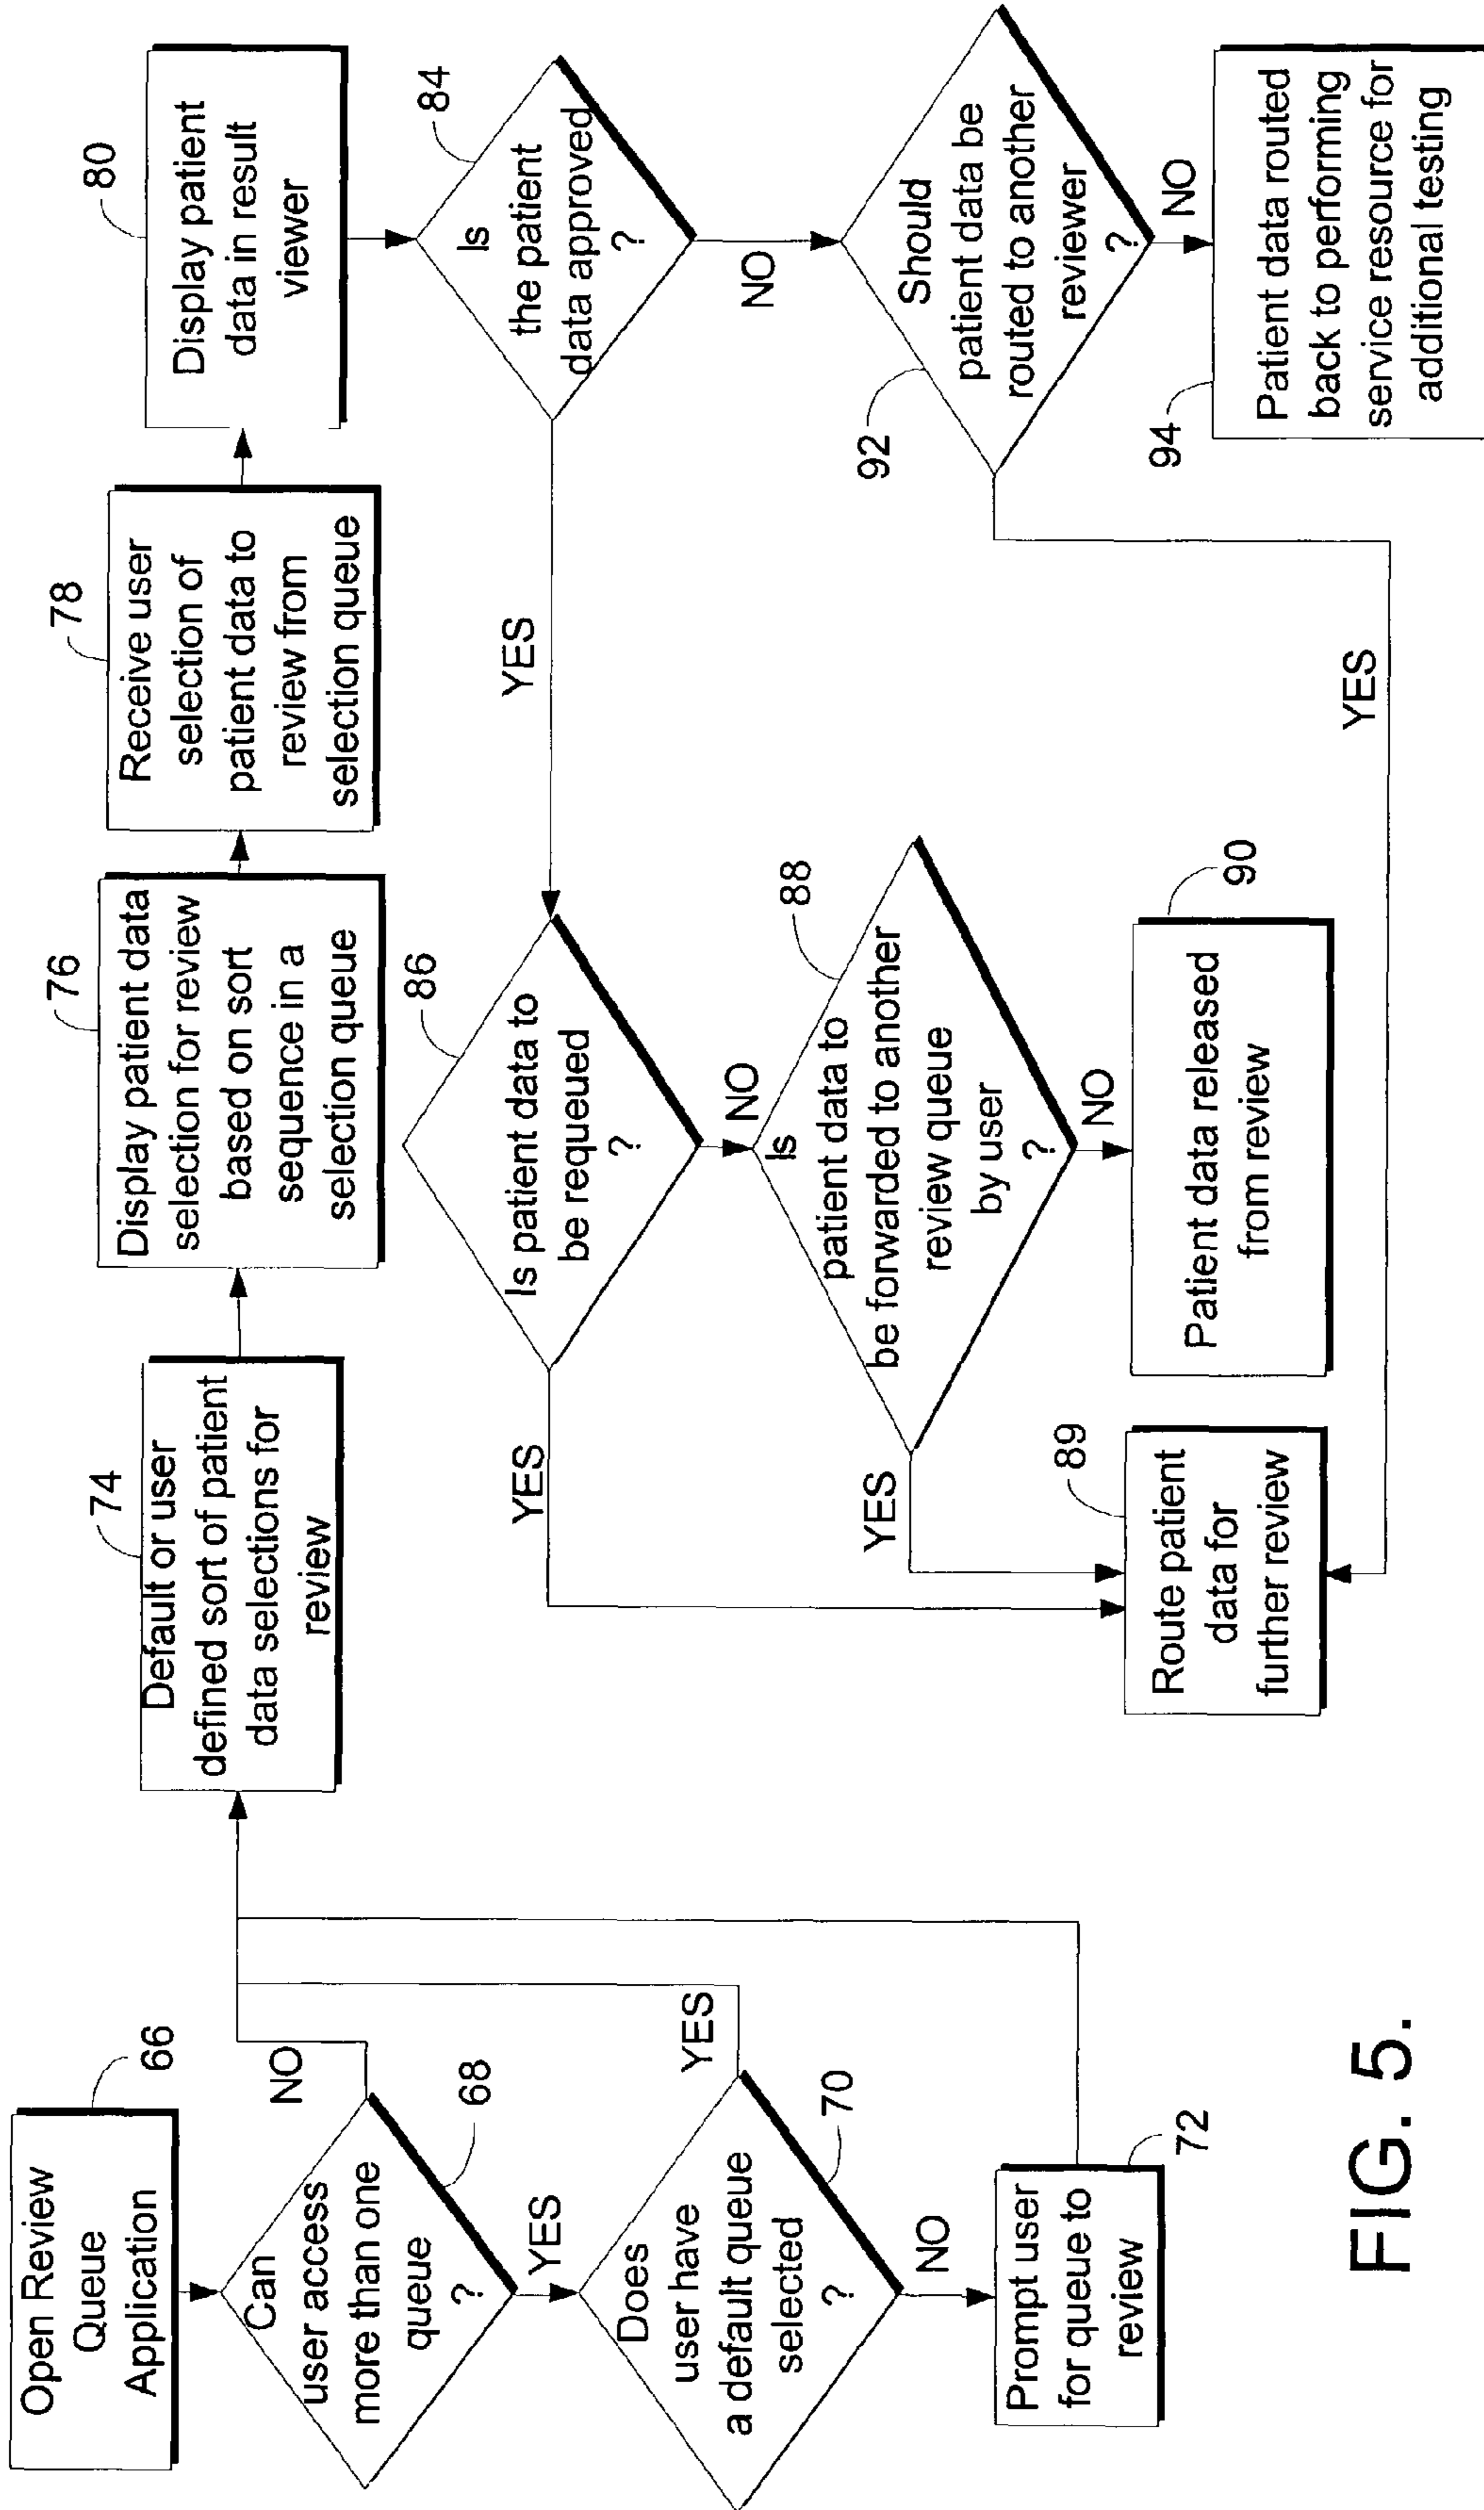 Open Review
Queue
Application
66
Can
user access
more than one
queue
?
68
NO
YES
Does
user have
a default queue
selected
?
70
YES
NO
Prompt user
for queue to
review
72
74
Default or user
defined sort of patient
data selections for
review
76
Display patient data
selection for review
based on sort
sequence in a
selection queue
78
Receive user
selection of
patient data to
review from
selection queue
80
Display patient
data in result
viewer
84
Is
the patient
data approved
?
YES
NO
86
Is patient data to
be requeued
?
YES
NO
88
Is
patient data to
be forwarded to another
review queue
by user
?
YES
NO
89
Route patient
data for
further review
90
Patient data released
from review
92
Should
patient data be
routed to another
reviewer
?
YES
NO
94
Patient data routed
back to performing
service resource for
additional testing
FIG. 5.